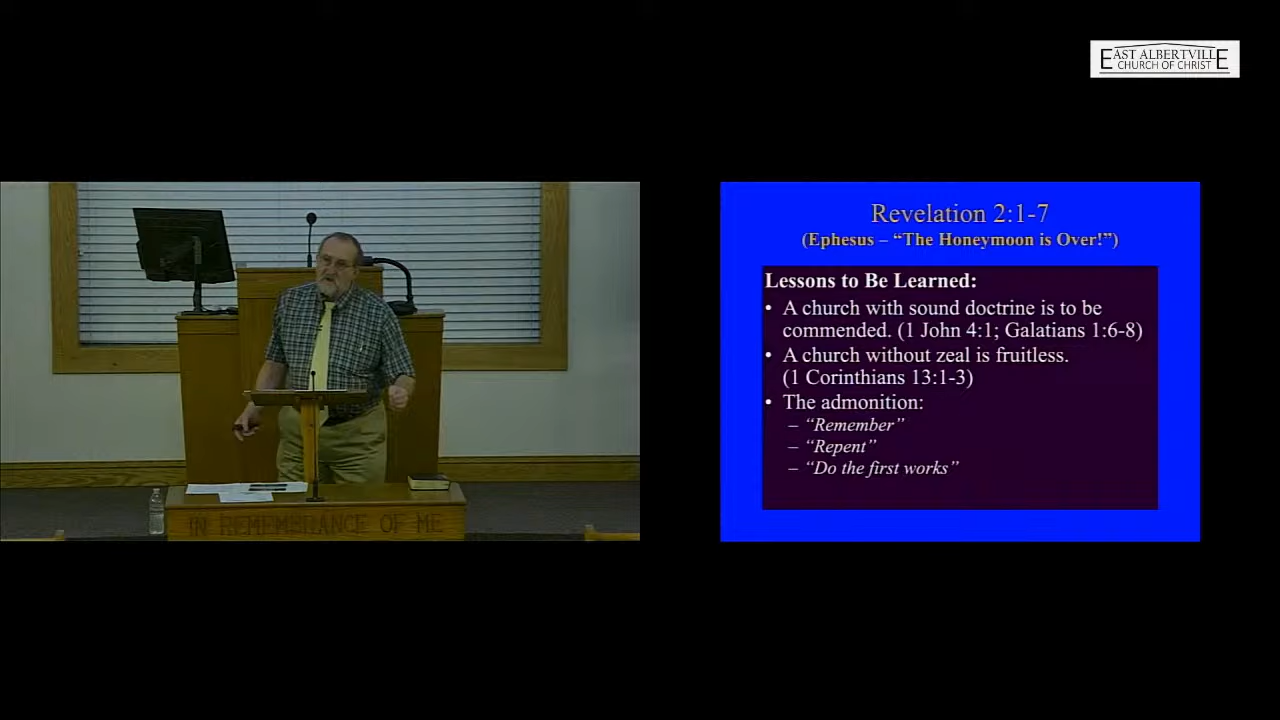 EAST ALBERTVILLE
CHURCH OF CHRIST
Revelation 2:1-7
(Ephesus – “The Honeymoon is Over!”)
Lessons to Be Learned:
• A church with sound doctrine is to be
commended. (1 John 4:1; Galatians 1:6-8)
• A church without zeal is fruitless.
(1 Corinthians 13:1-3)
• The admonition:
– “Remember”
– “Repent”
– “Do the first works”
IN REMEMBRANCE OF ME